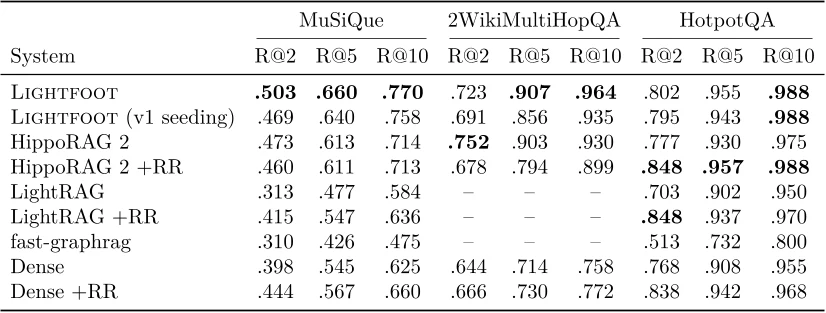 MuSiQue 2WikiMultiHopQA HotpotQA
System R@2 R@5 R@10 R@2 R@5 R@10 R@2 R@5 R@10
LIGHTFOOT .503 .660 .770 .723 .907 .964 .802 .955 .988
LIGHTFOOT (v1 seeding) .469 .640 .758 .691 .856 .935 .795 .943 .988
HippoRAG 2 .473 .613 .714 .752 .903 .930 .777 .930 .975
HippoRAG 2 +RR .460 .611 .713 .678 .794 .899 .848 .957 .988
LightRAG .313 .477 .584 – – – .703 .902 .950
LightRAG +RR .415 .547 .636 – – – .848 .937 .970
fast-graphrag .310 .426 .475 – – – .513 .732 .800
Dense .398 .545 .625 .644 .714 .758 .768 .908 .955
Dense +RR .444 .567 .660 .666 .730 .772 .838 .942 .968